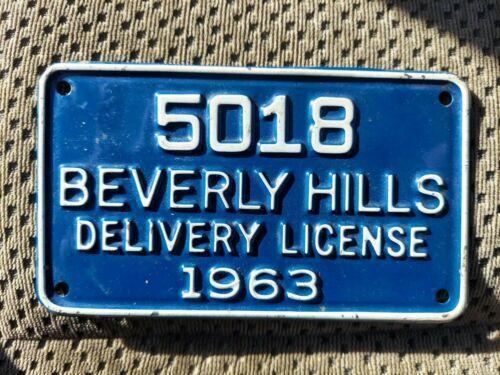 5018
BEVERLY HILLS
DELIVERY LICENSE
1963